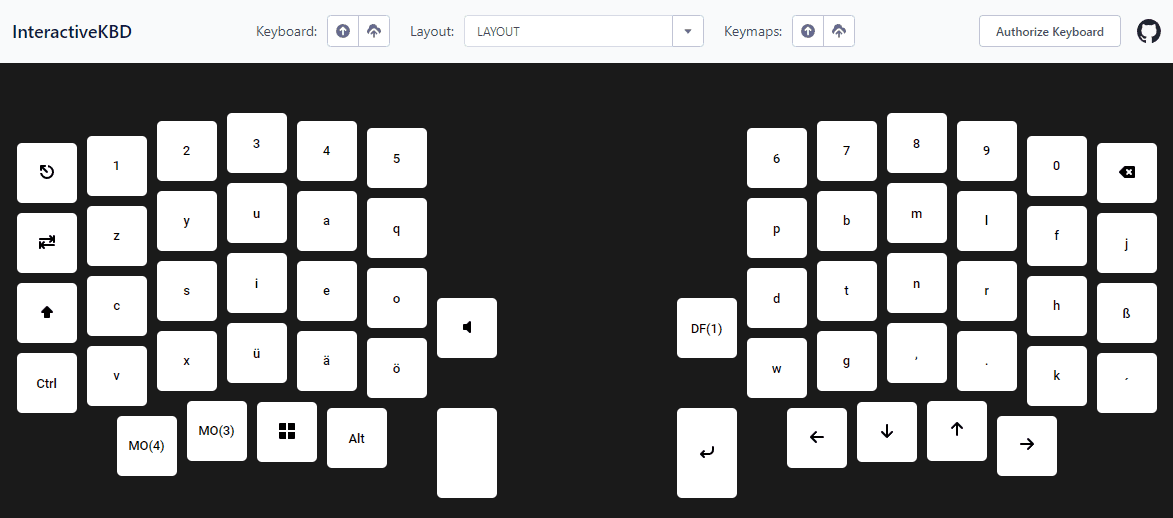 InteractiveKBD Keyboard: Layout: LAYOUT Keymaps: Authorize Keyboard
1 2 3 4 5 6 7 8 9 0
z y u a q p b m l f j
c s i e o d t n r h ß
DF(1)
Ctrl v x ü ä ö w g , . k ´
MO(4) MO(3) Alt